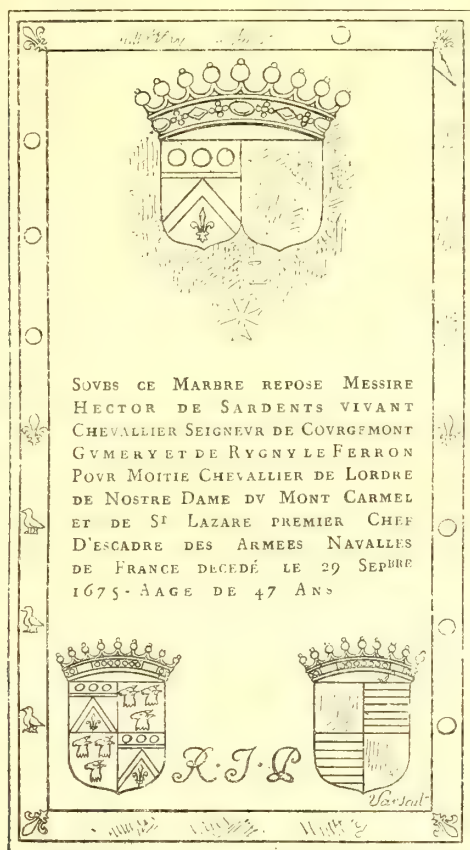 SOVBS CE MARBRE REPOSE MESSIRE
HECTOR DE SARDENTS VIVANT
CHEVALLIER SEIGNEVR DE COVRGEMONT
GVMERY ET DE RYGNY LE FERRON
POVR MOITIE CHEVALLIER DE LORDRE
DE NOSTRE DAME DV MONT CARMEL
ET DE Sᵀ LAZARE PREMIER CHEF
D'ESCADRE DES ARMEES NAVALLES
DE FRANCE DECEDÉ LE 29 SEPᴮᴿᴱ
1675- AAGE DE 47 ANS
R·I·P